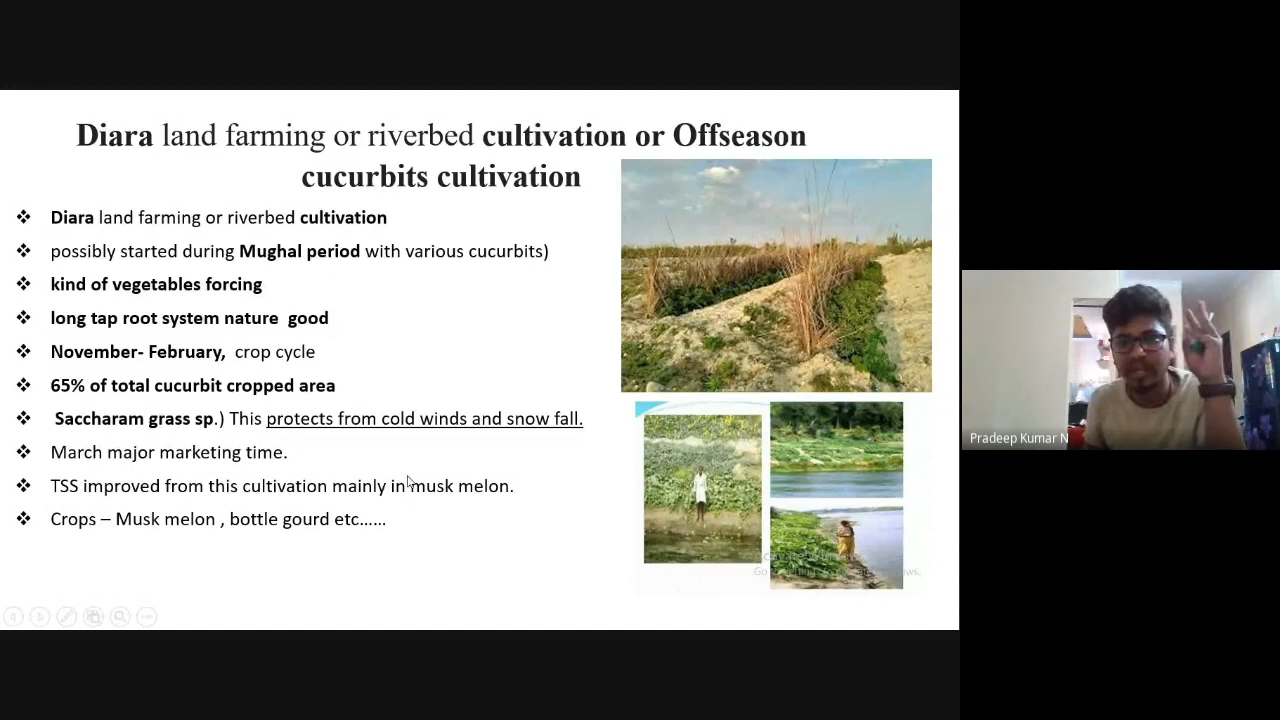 Diara land farming or riverbed cultivation or Offseason
cucurbits cultivation
❖ Diara land farming or riverbed cultivation
❖ possibly started during Mughal period with various cucurbits)
❖ kind of vegetables forcing
❖ long tap root system nature good
❖ November- February, crop cycle
❖ 65% of total cucurbit cropped area
❖ Saccharam grass sp.) This protects from cold winds and snow fall.
❖ March major marketing time.
❖ TSS improved from this cultivation mainly in musk melon.
❖ Crops – Musk melon , bottle gourd etc……
Pradeep Kumar N